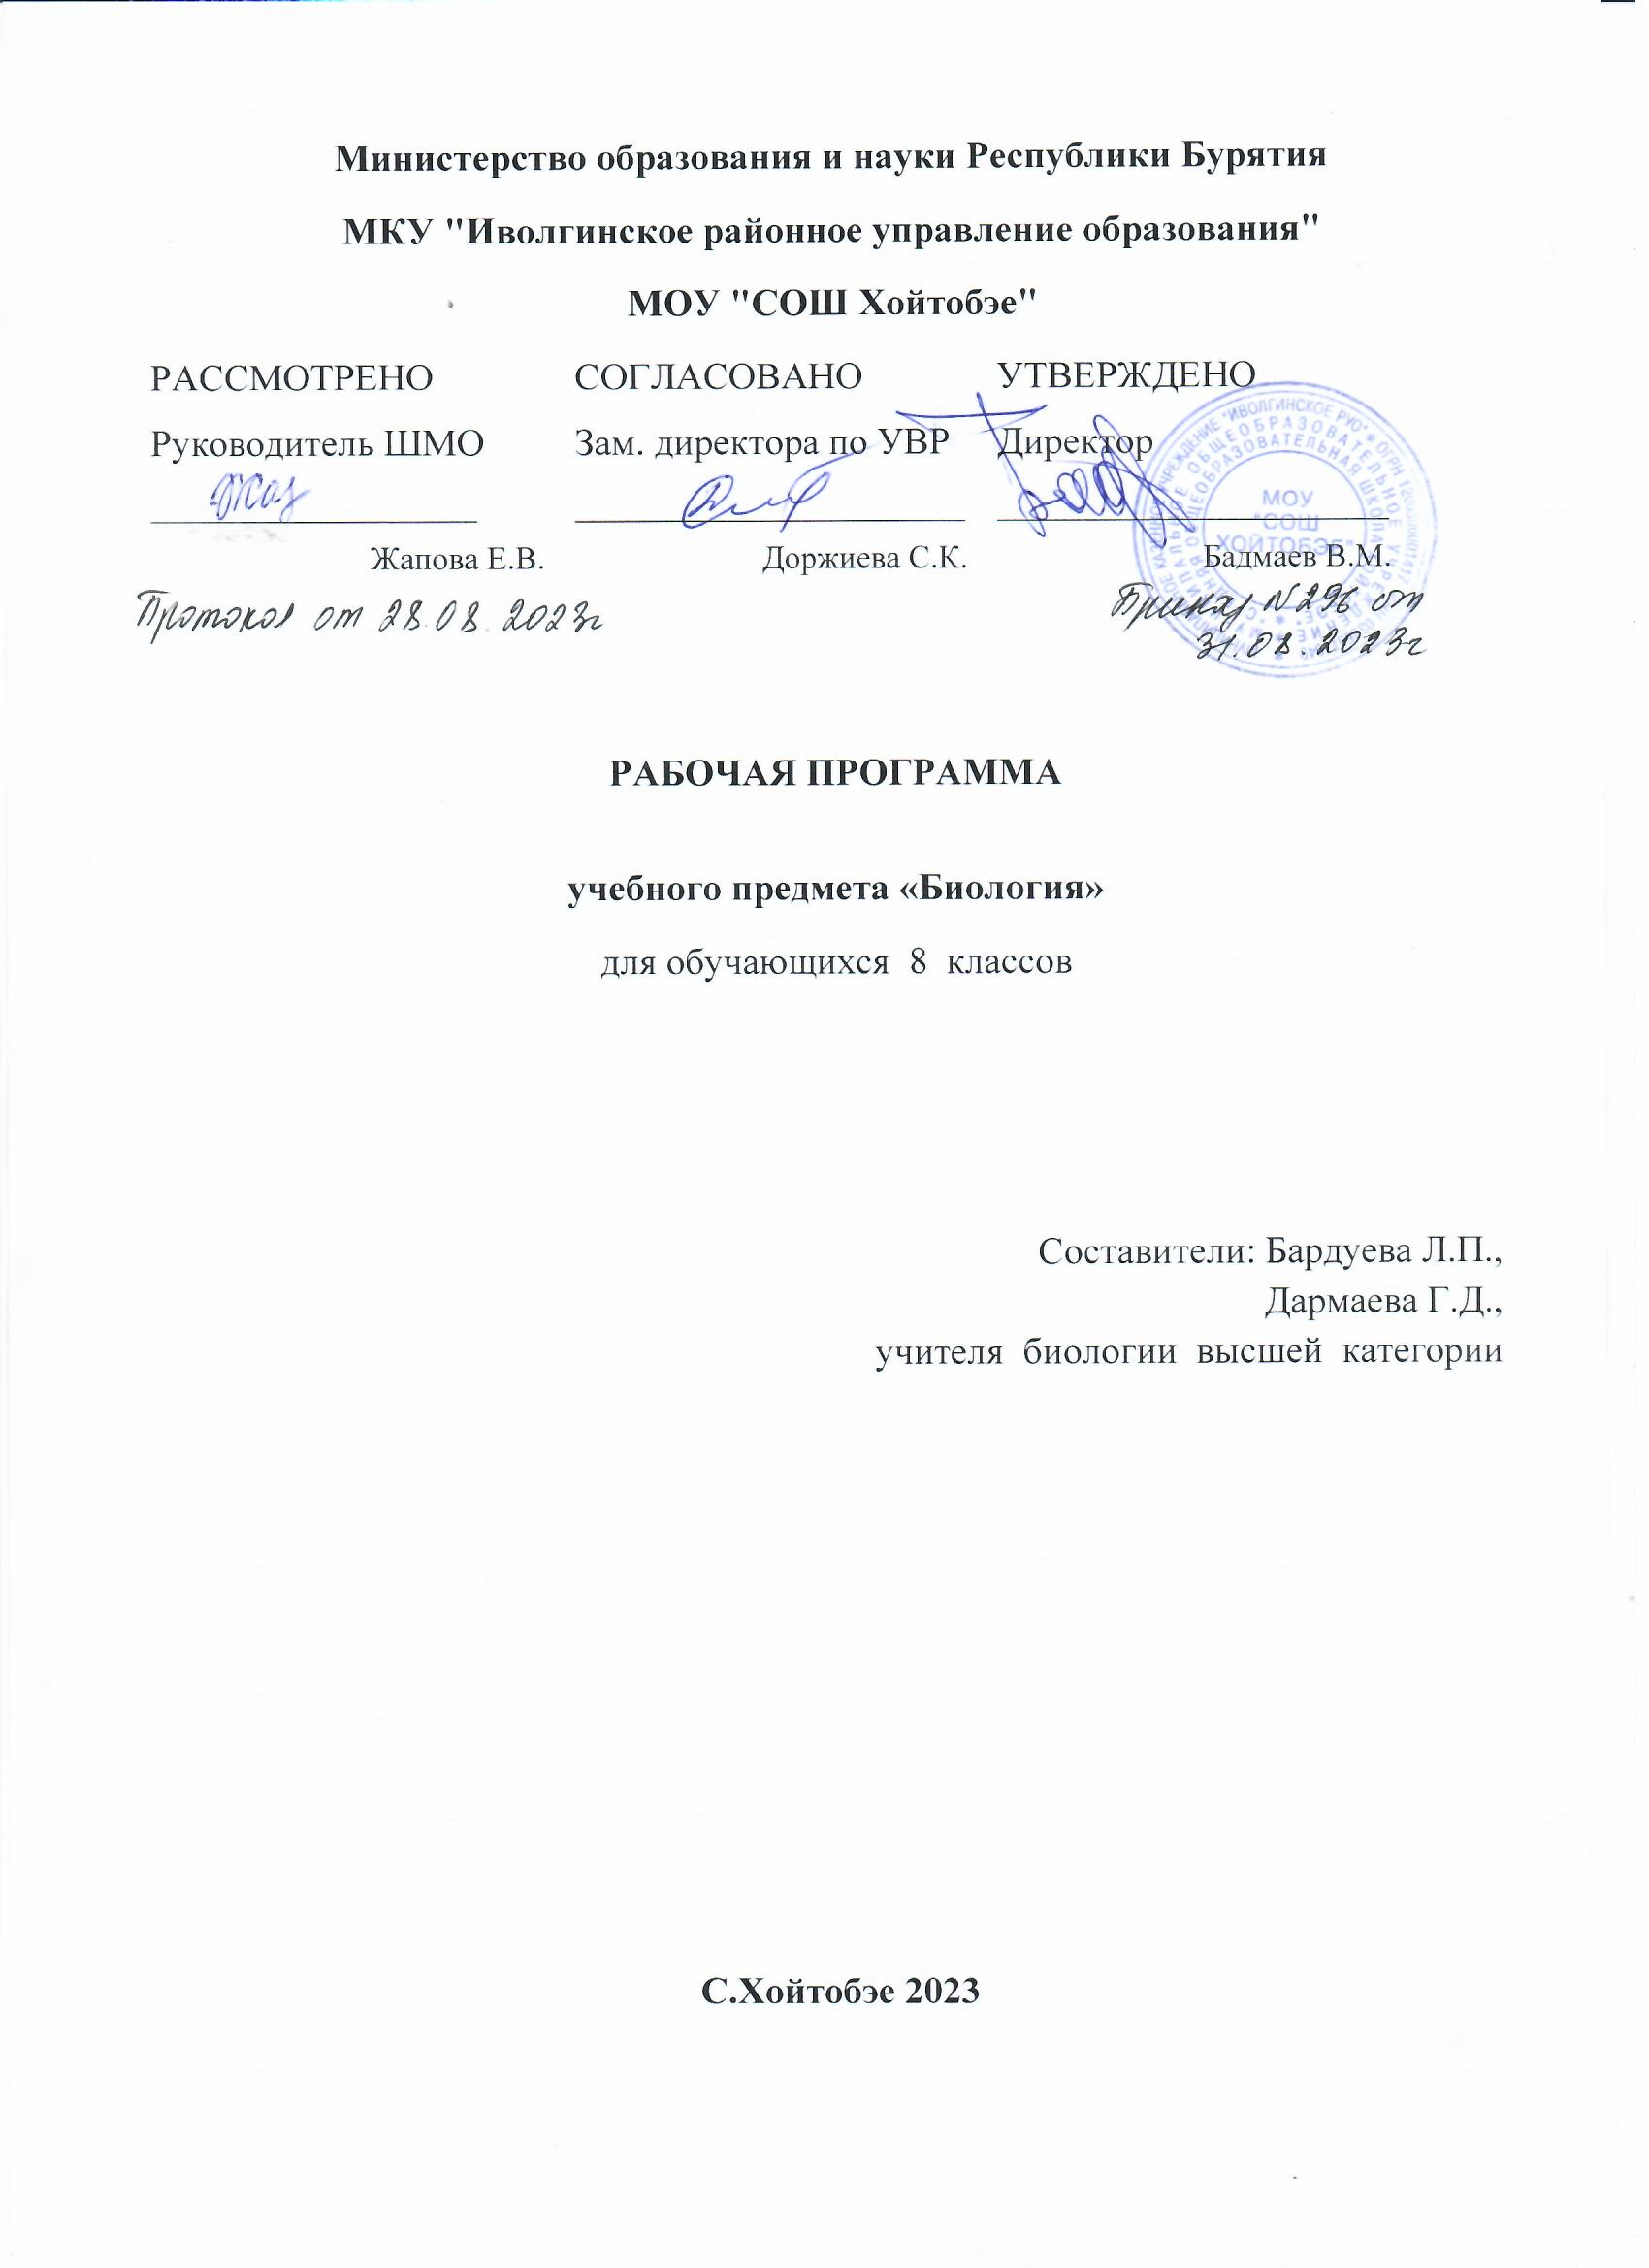 Министерство образования и науки Республики Бурятия
МКУ "Иволгинское районное управление образования"
МОУ "СОШ Хойтобэе"
РАССМОТРЕНО СОГЛАСОВАНО УТВЕРЖДЕНО
Руководитель ШМО Зам. директора по УВР Директор
Жапова Е.В. Доржиева С.К. Бадмаев В.М.
Протокол от 28.08.2023г
Приказ №296 от
31.08.2023г
МОУ
"СОШ
ХОЙТОБЭЕ"
РАБОЧАЯ ПРОГРАММА
учебного предмета «Биология»
для обучающихся 8 классов
Составители: Бардуева Л.П.,
Дармаева Г.Д.,
учителя биологии высшей категории
С.Хойтобэе 2023